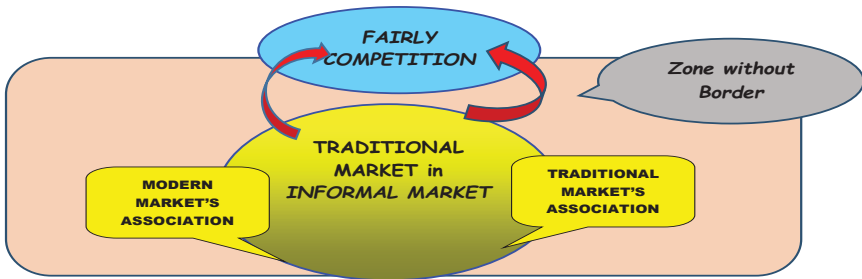 FAIRLY
COMPETITION
Zone without
Border
TRADITIONAL
MARKET in
INFORMAL MARKET
MODERN
MARKET'S
ASSOCIATION
TRADITIONAL
MARKET'S
ASSOCIATION